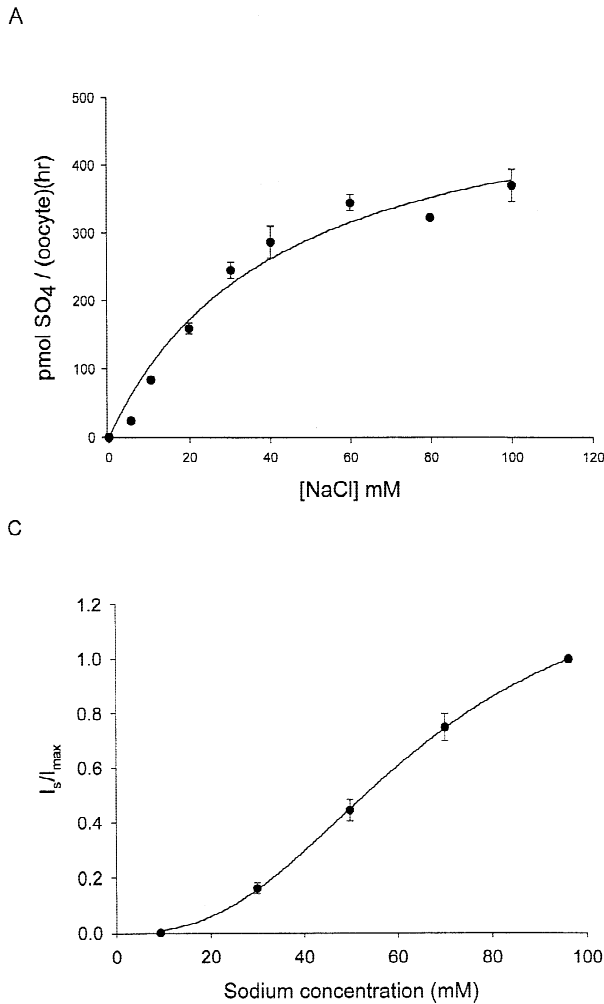 A
500
400
300
200
100
0
pmol SO4 / (oocyte)(hr)
0 20 40 60 80 100 120
[NaCl] mM
C
1.2
1.0
0.8
0.6
0.4
0.2
0.0
Is/Imax
0 20 40 60 80 100
Sodium concentration (mM)